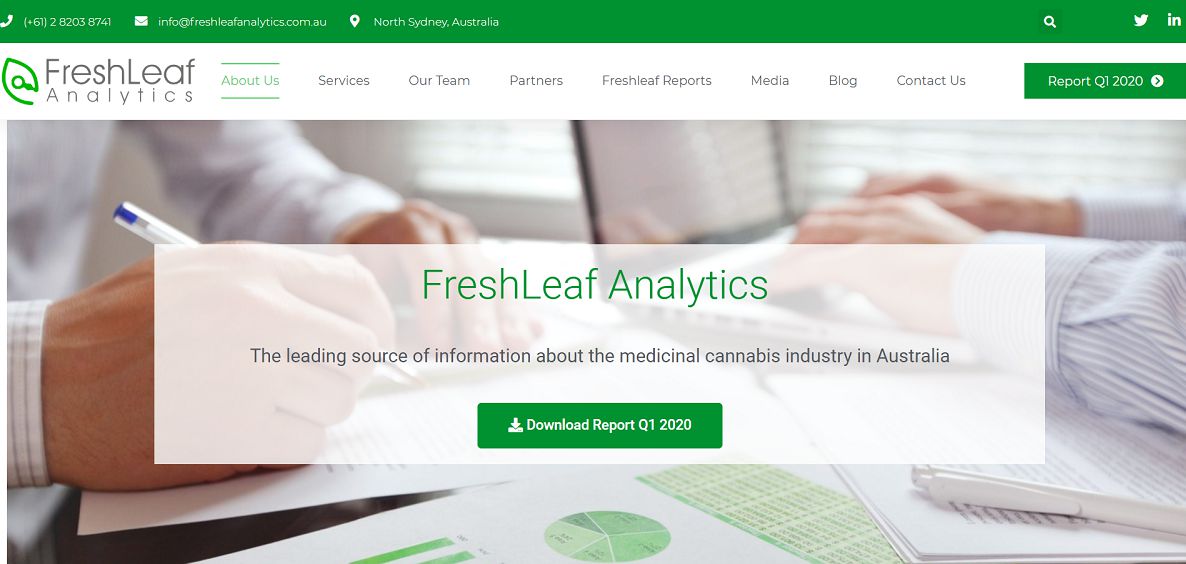 (+61) 2 8203 8741 info@freshleafanalytics.com.au North Sydney, Australia
FreshLeaf
Analytics
About Us Services Our Team Partners Freshleaf Reports Media Blog Contact Us Report Q1 2020
FreshLeaf Analytics
The leading source of information about the medicinal cannabis industry in Australia
Download Report Q1 2020